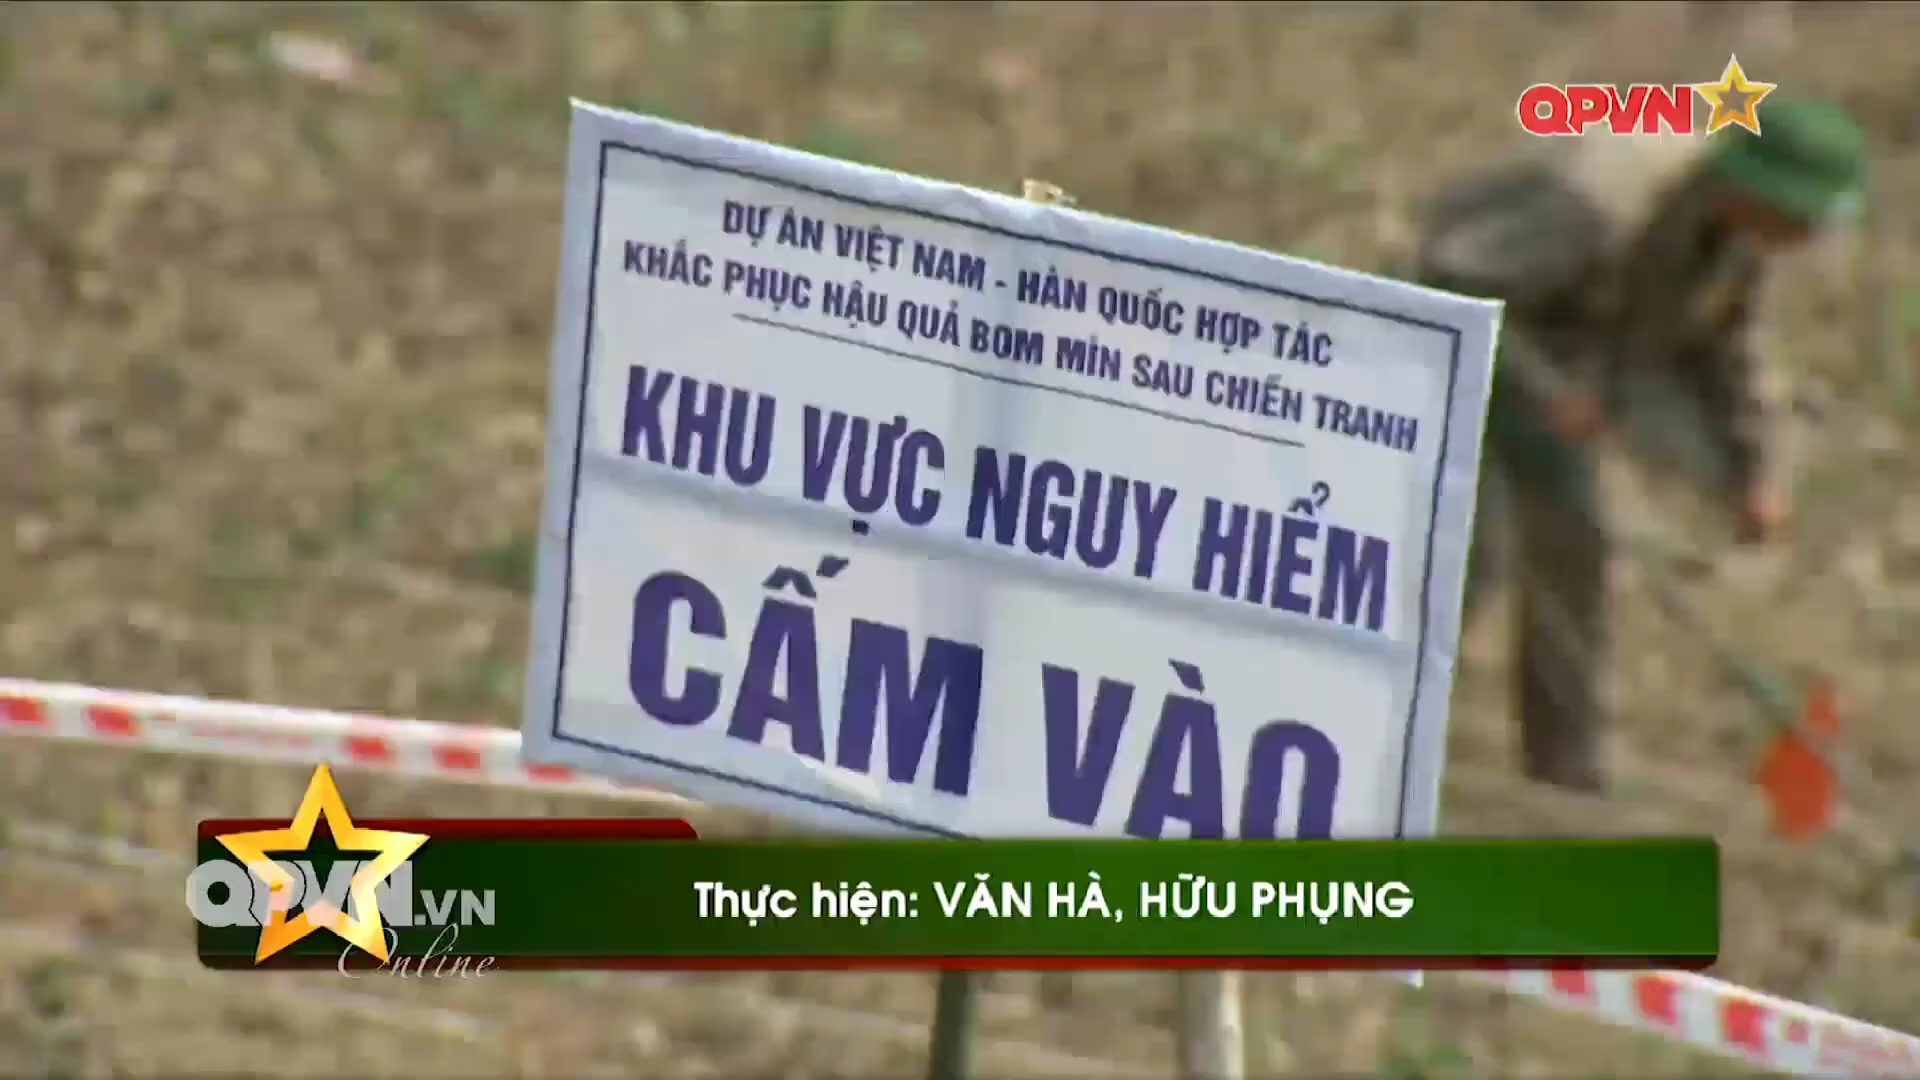 QPVN
DỰ ÁN VIỆT NAM - HÀN QUỐC HỢP TÁC
KHẮC PHỤC HẬU QUẢ BOM MÌN SAU CHIẾN TRANH
KHU VỰC NGUY HIỂM
CẤM VÀO
Thực hiện: VĂN HÀ, HỮU PHỤNG
QPVN.VN
Online